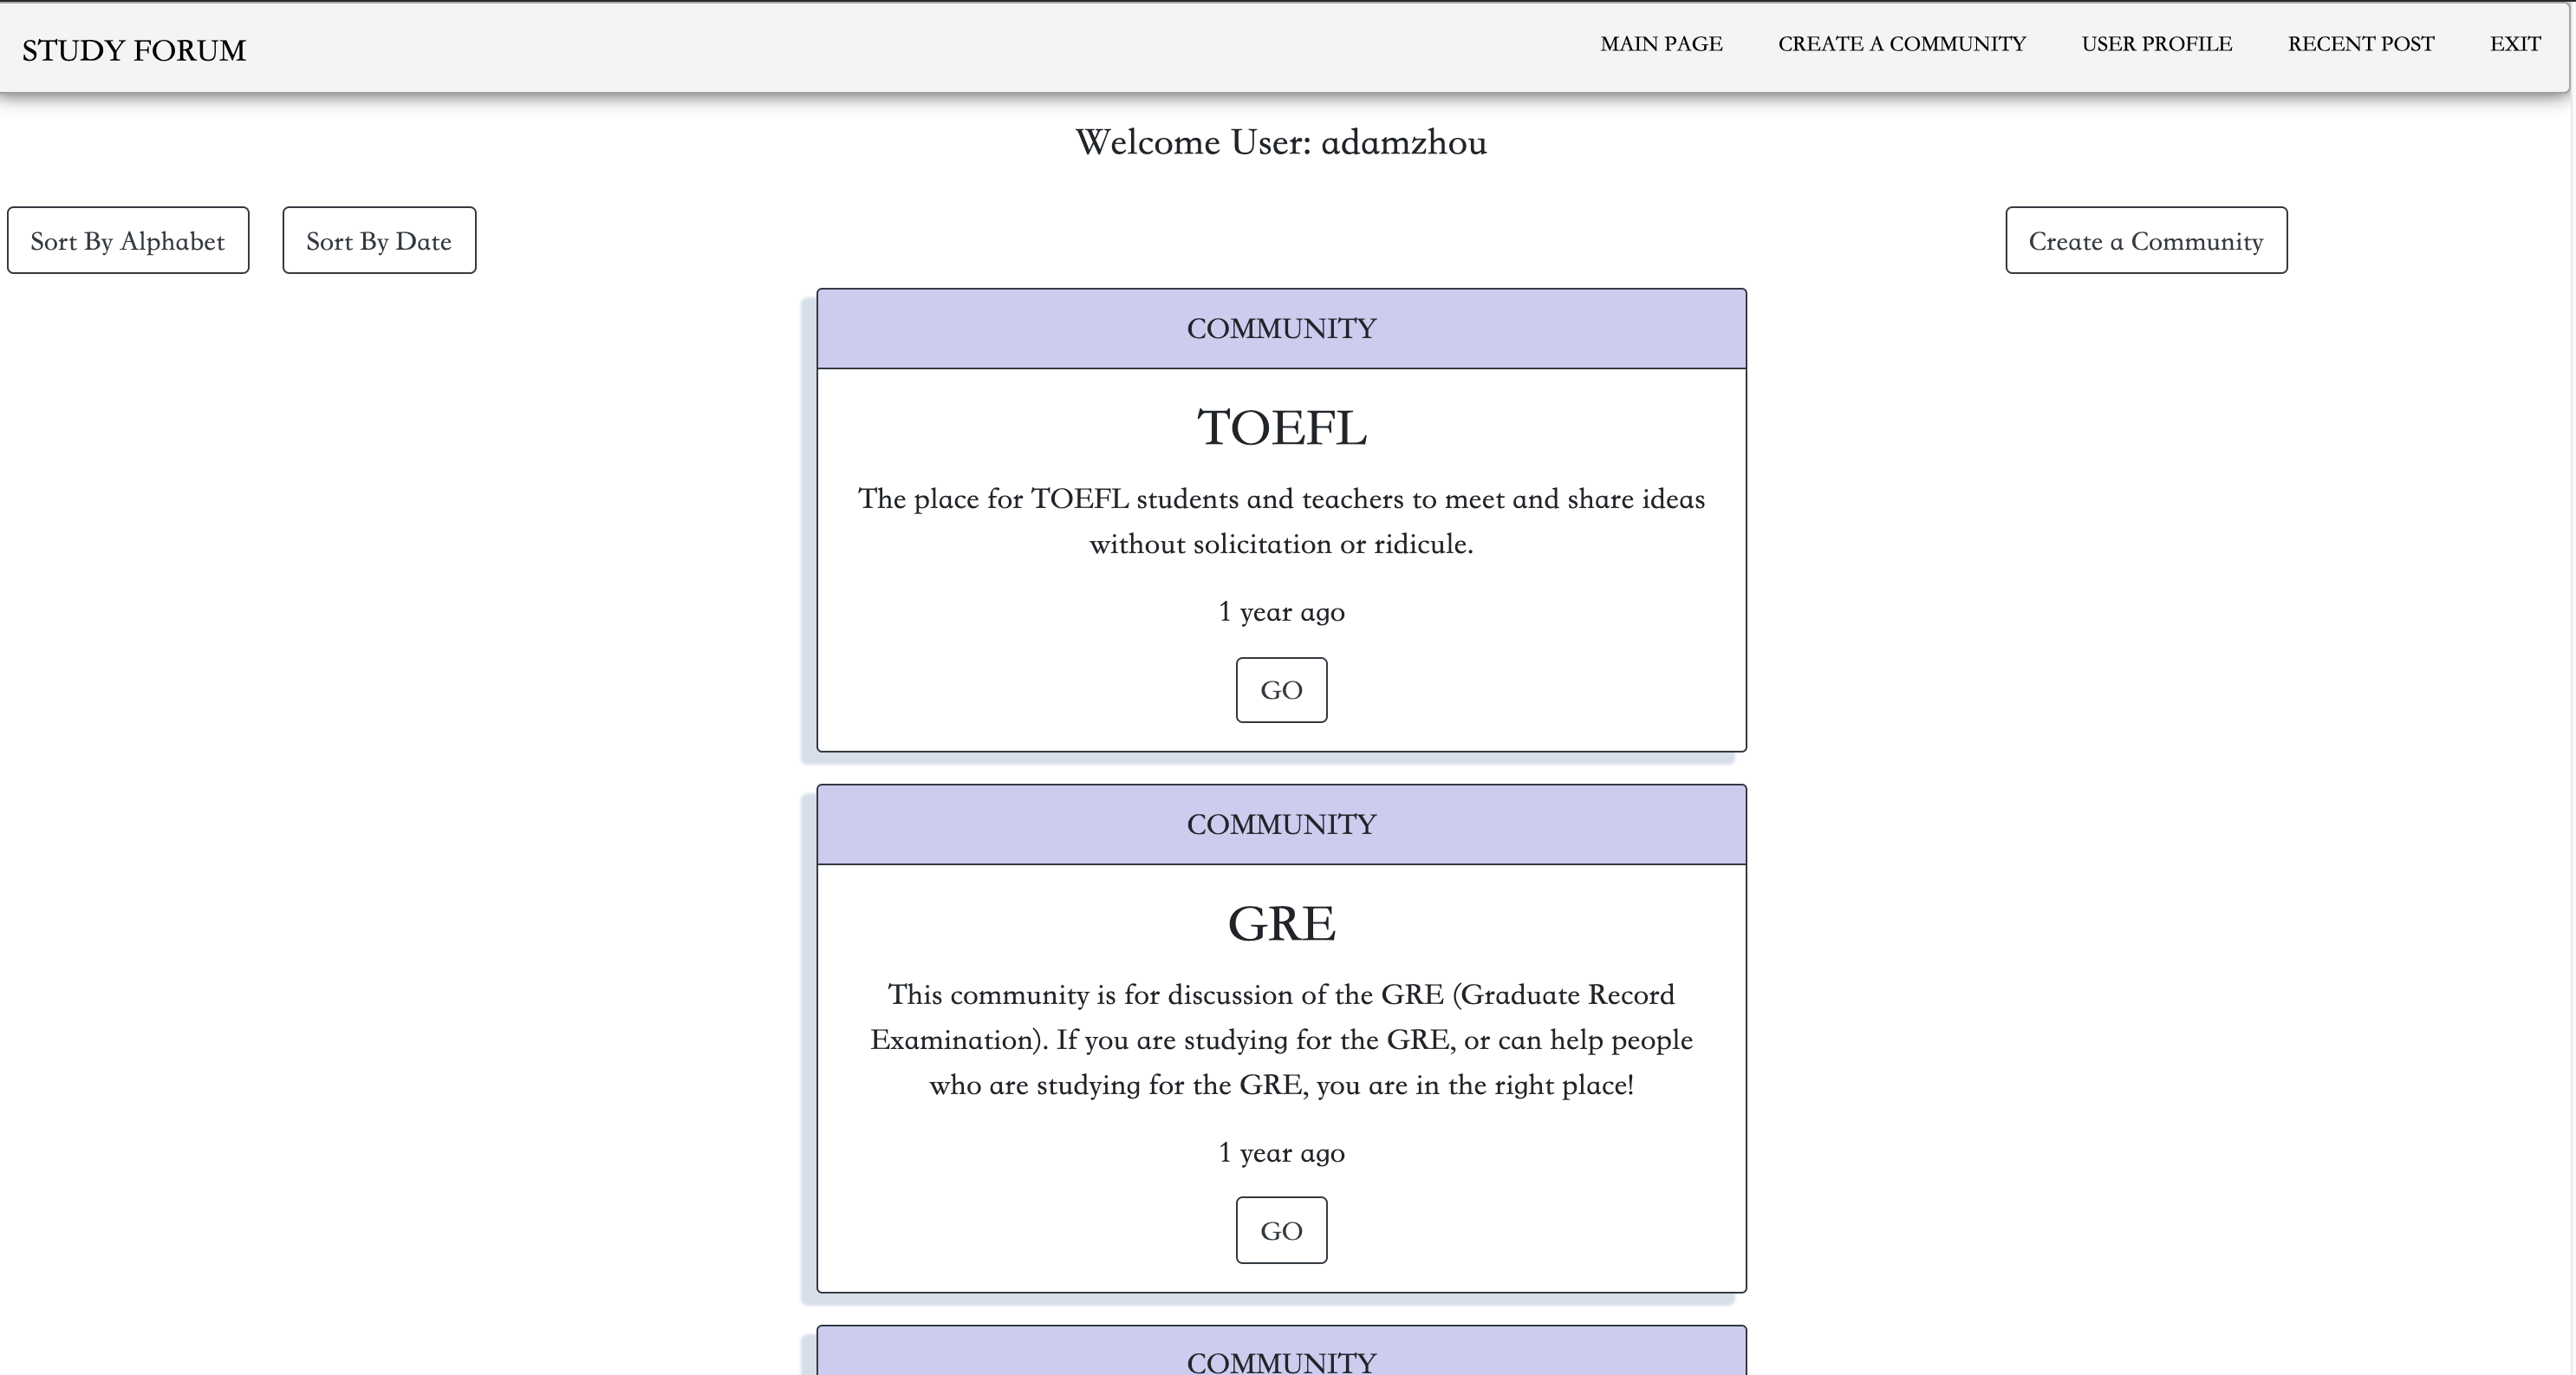 STUDY FORUM
MAIN PAGE
CREATE A COMMUNITY
USER PROFILE
RECENT POST
EXIT
Welcome User: adamzhou
Sort By Alphabet
Sort By Date
Create a Community
COMMUNITY
TOEFL
The place for TOEFL students and teachers to meet and share ideas
without solicitation or ridicule.
1 year ago
GO
COMMUNITY
GRE
This community is for discussion of the GRE (Graduate Record
Examination). If you are studying for the GRE, or can help people
who are studying for the GRE, you are in the right place!
1 year ago
GO
COMMUNITY